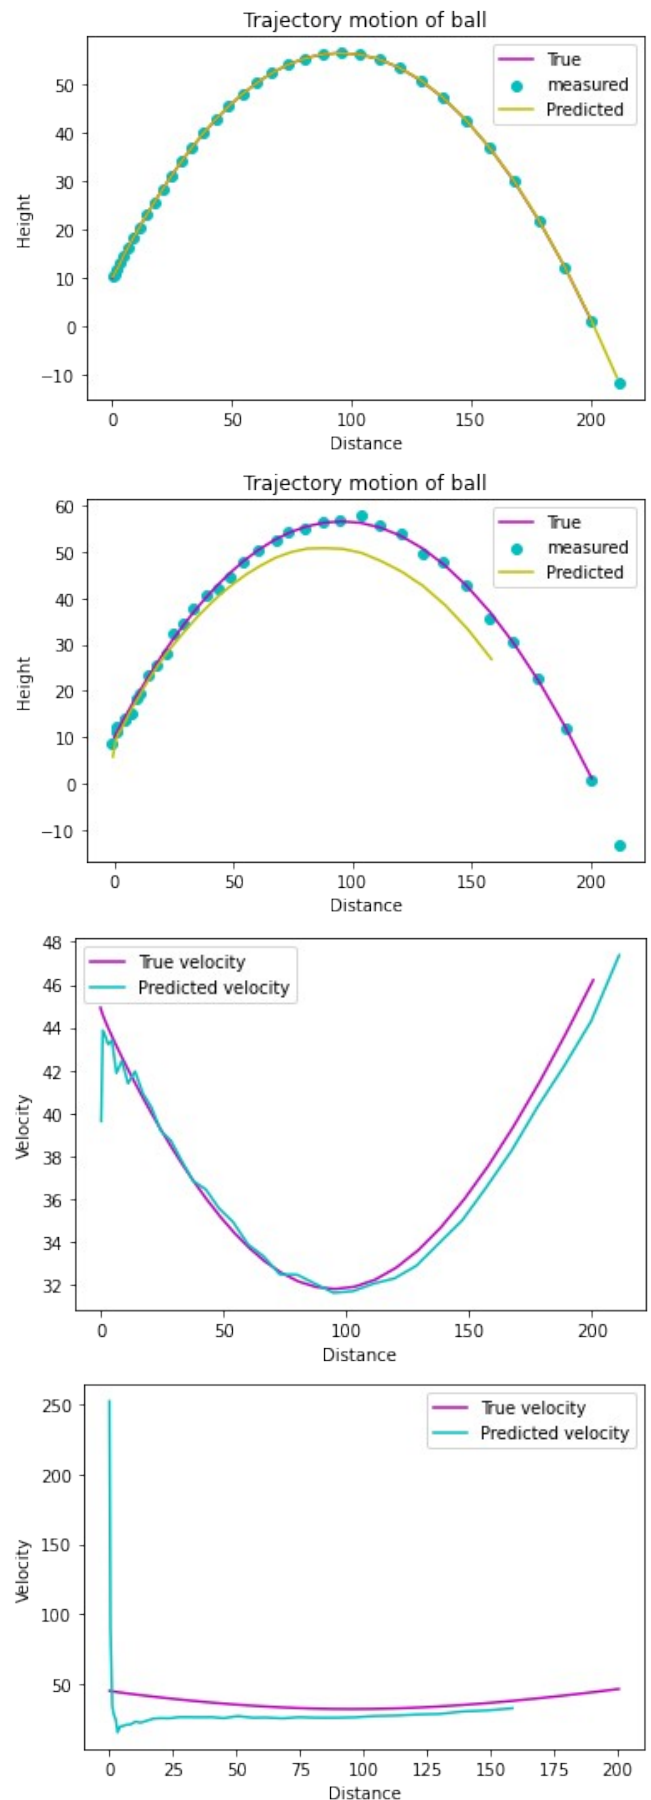 Trajectory motion of ball
True
measured
Predicted
50
40
30
20
10
0
−10
Height
0 50 100 150 200
Distance
Trajectory motion of ball
True
measured
Predicted
60
50
40
30
20
10
0
−10
Height
0 50 100 150 200
Distance
True velocity
Predicted velocity
48
46
44
42
40
38
36
34
32
Velocity
0 50 100 150 200
Distance
True velocity
Predicted velocity
250
200
150
100
50
Velocity
0 25 50 75 100 125 150 175 200
Distance